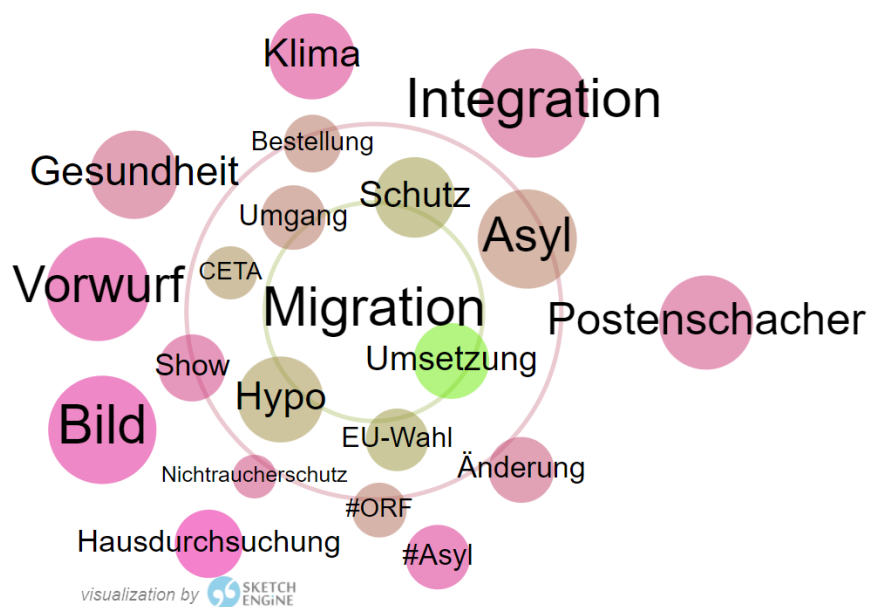 Klima
Integration
Bestellung
Gesundheit
Schutz
Umgang
Asyl
CETA
Vorwurf
Migration
Postenschacher
Show
Umsetzung
Hypo
Bild
EU-Wahl
Änderung
Nichtraucherschutz
#ORF
Hausdurchsuchung
#Asyl
visualization by SKETCH
ENGINE